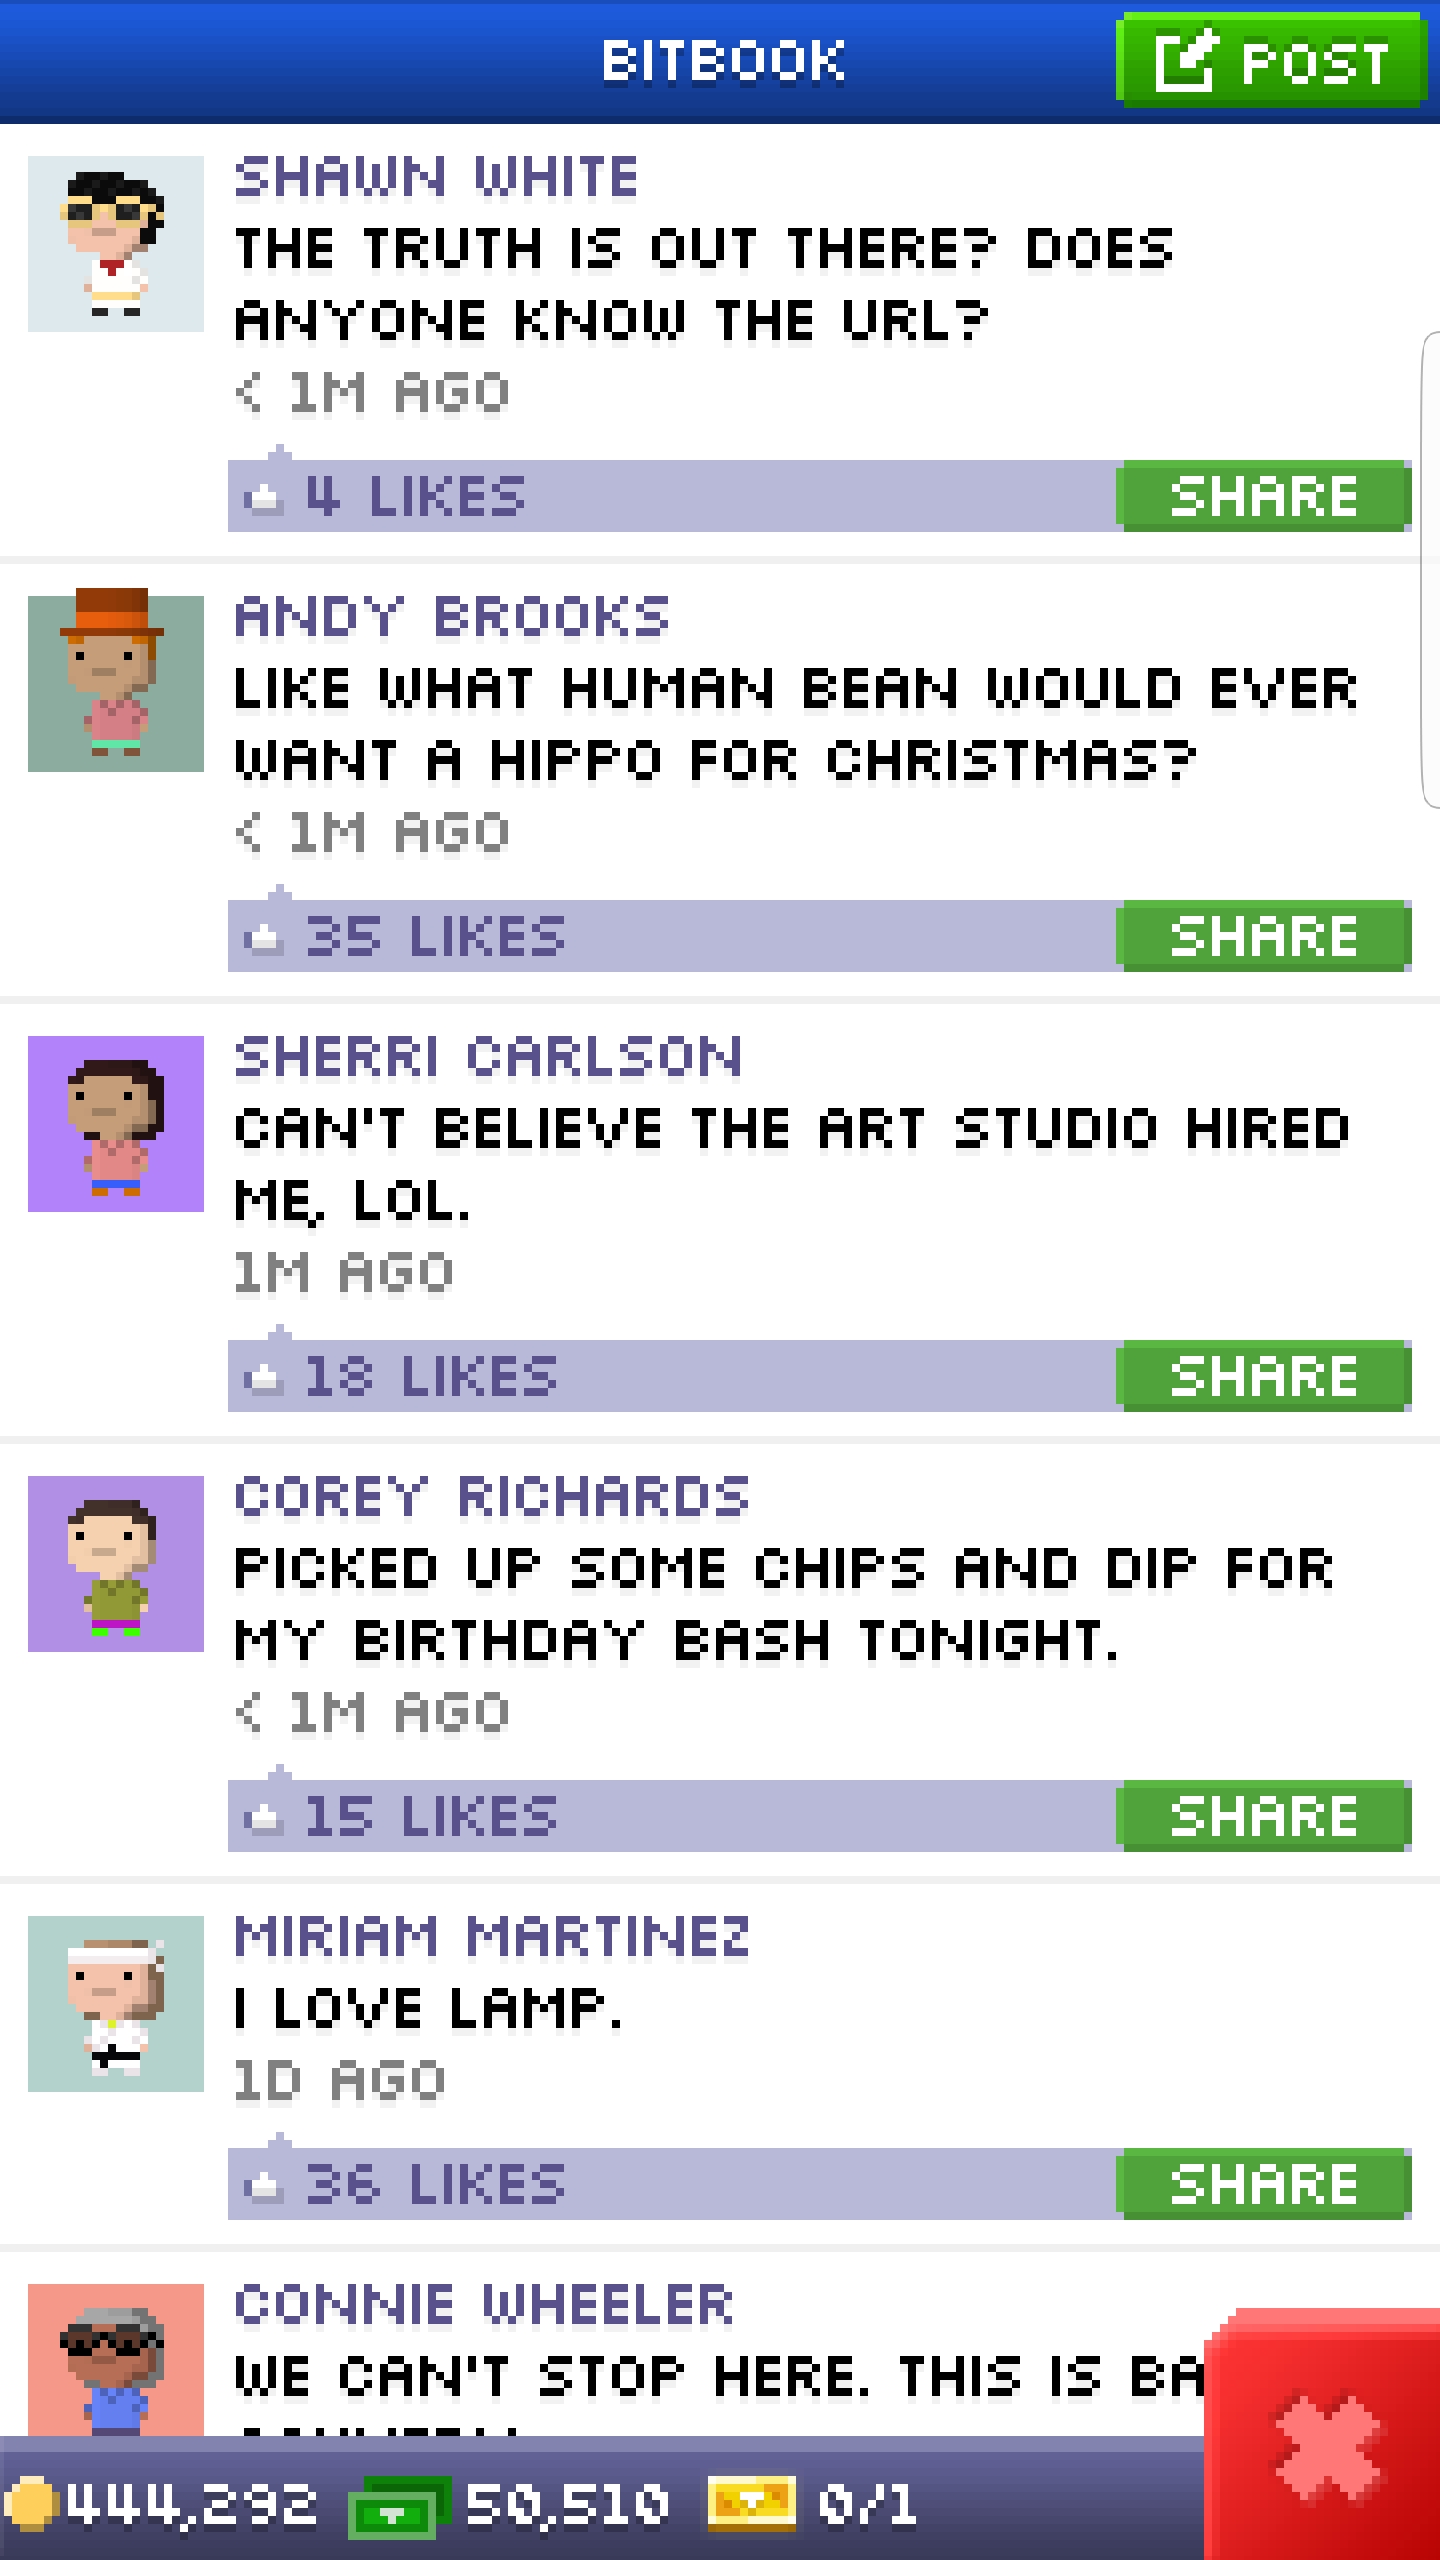 BITBOOK
POST
SHAWN WHITE
THE TRUTH IS OUT THERE? DOES
ANYONE KNOW THE URL?
< 1M AGO
4 LIKES
SHARE
ANDY BROOKS
LIKE WHAT HUMAN BEAN WOULD EVER
WANT A HIPPO FOR CHRISTMAS?
< 1M AGO
35 LIKES
SHARE
SHERRI CARLSON
CAN'T BELIEVE THE ART STUDIO HIRED
ME, LOL.
1M AGO
18 LIKES
SHARE
COREY RICHARDS
PICKED UP SOME CHIPS AND DIP FOR
MY BIRTHDAY BASH TONIGHT.
< 1M AGO
15 LIKES
SHARE
MIRIAM MARTINEZ
I LOVE LAMP.
1D AGO
36 LIKES
SHARE
CONNIE WHEELER
WE CAN'T STOP HERE. THIS IS BA
444,292
50,510
0/1